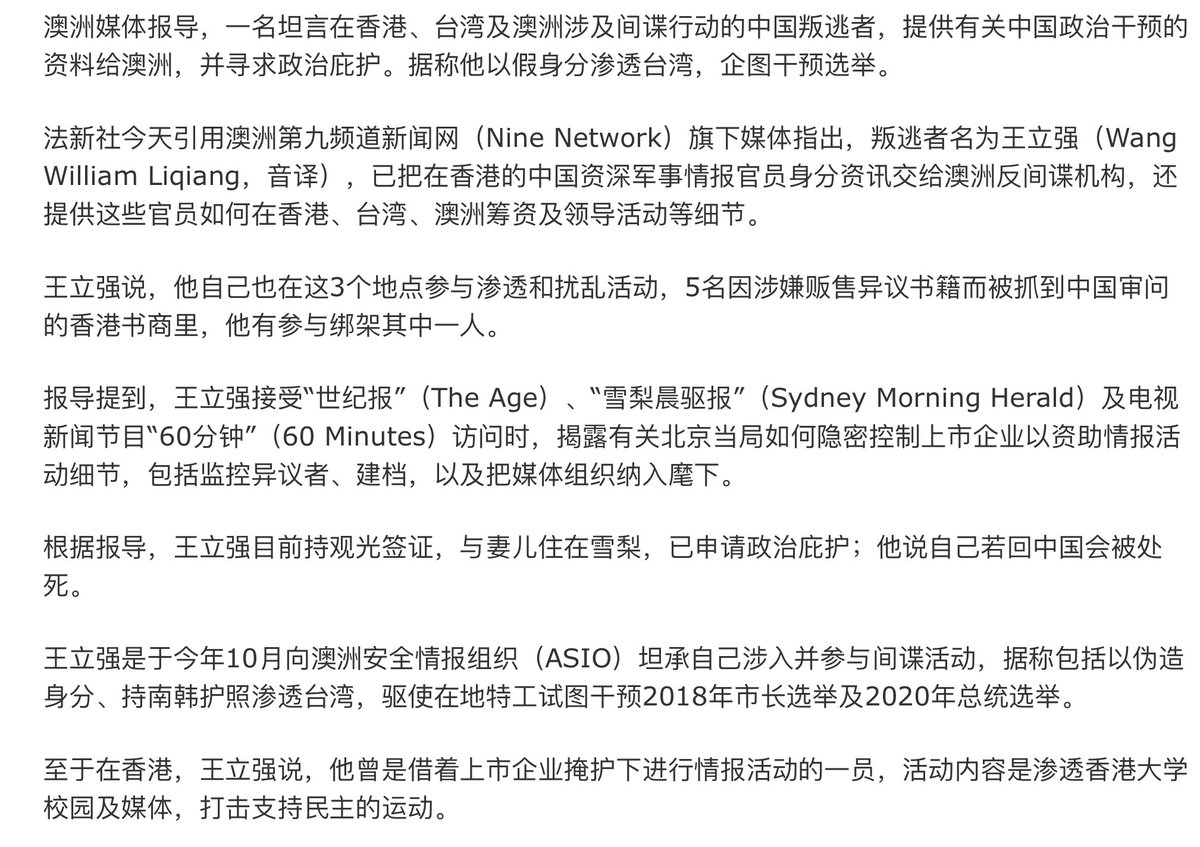 澳洲媒体报导，一名坦言在香港、台湾及澳洲涉及间谍行动的中国叛逃者，提供有关中国政治干预的
资料给澳洲，并寻求政治庇护。据称他以假身分渗透台湾，企图干预选举。
法新社今天引用澳洲第九频道新闻网（Nine Network）旗下媒体指出，叛逃者名为王立强（Wang
William Liqiang，音译），已把在香港的中国资深军事情报官员身分资讯交给澳洲反间谍机构，还
提供这些官员如何在香港、台湾、澳洲筹资及领导活动等细节。
王立强说，他自己也在这3个地点参与渗透和扰乱活动，5名因涉嫌贩售异议书籍而被抓到中国审问
的香港书商里，他有参与绑架其中一人。
报导提到，王立强接受“世纪报”（The Age）、“雪梨晨驱报”（Sydney Morning Herald）及电视
新闻节目“60分钟”（60 Minutes）访问时，揭露有关北京当局如何隐密控制上市企业以资助情报活
动细节，包括监控异议者、建档，以及把媒体组织纳入麾下。
根据报导，王立强目前持观光签证，与妻儿住在雪梨，已申请政治庇护；他说自己若回中国会被处
死。
王立强是于今年10月向澳洲安全情报组织（ASIO）坦承自己涉入并参与间谍活动，据称包括以伪造
身分、持南韩护照渗透台湾，驱使在地特工试图干预2018年市长选举及2020年总统选举。
至于在香港，王立强说，他曾是借着上市企业掩护下进行情报活动的一员，活动内容是渗透香港大学
校园及媒体，打击支持民主的运动。